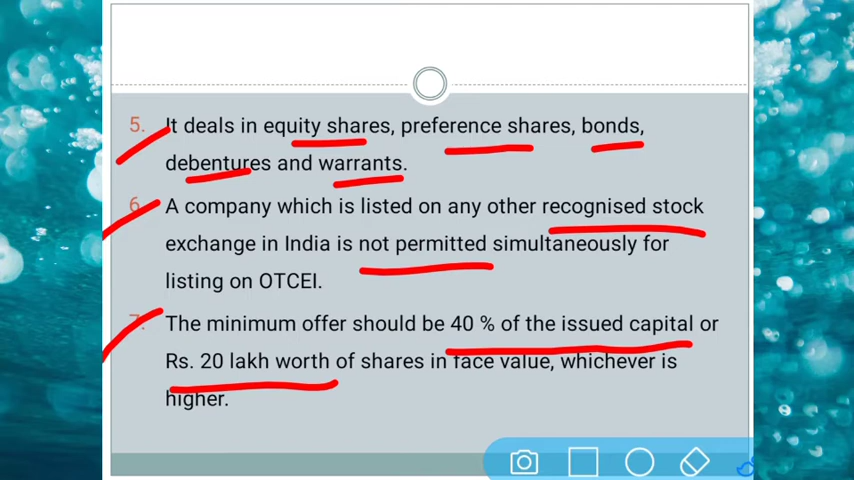 5. It deals in equity shares, preference shares, bonds,
debentures and warrants.
6. A company which is listed on any other recognised stock
exchange in India is not permitted simultaneously for
listing on OTCEI.
7. The minimum offer should be 40 % of the issued capital or
Rs. 20 lakh worth of shares in face value, whichever is
higher.